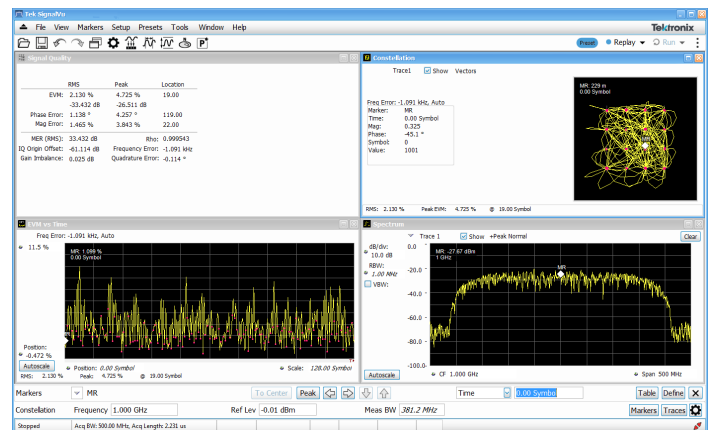 Tek SignalVu
File View Markers Setup Presets Tools Window Help
Tektronix
Preset Replay Run
Signal Quality
RMS Peak Location
EVM: 2.130 % 4.725 % 19.00
-33.432 dB -26.511 dB
Phase Error: 1.138 ° 4.257 ° 119.00
Mag Error: 1.465 % 3.843 % 22.00
MER (RMS): 33.432 dB Rho: 0.999543
IQ Origin Offset: -61.114 dB Frequency Error: -1.091 kHz
Gain Imbalance: 0.025 dB Quadrature Error: -0.114 °
Constellation
Trace1 Show Vectors
MR: 229 m
0.00 Symbol
Freq Error: -1.091 kHz, Auto
Marker: MR
Time: 0.00 Symbol
Mag: 0.325
Phase: -45.1 °
Symbol: 0
Value: 1001
MR
RMS: 2.130 % Peak EVM: 4.725 % @ 19.00 Symbol
EVM vs Time
Freq Error: -1.091 kHz, Auto
11.5 %
MR: 1.099 %
0.00 Symbol
MR
Position:
-0.472 %
Autoscale
Position: 0.00 Symbol Scale: 128.00 Symbol
RMS: 2.130 % Peak: 4.725 % @ 19.00 Symbol
Spectrum
Trace 1 Show +Peak Normal Clear
dB/div:
10.0 dB
RBW:
1.00 MHz
VBW:
0.0
-20.0
-40.0
-60.0
-80.0
-100.0
MR: -27.67 dBm
1 GHz
MR
Autoscale CF 1.000 GHz Span 500 MHz
Markers MR To Center Peak Time 0.00 Symbol Table Define X
Constellation Frequency 1.000 GHz Ref Lev -0.01 dBm Meas BW 381.2 MHz Markers Traces
Stopped Acq BW: 500.00 MHz, Acq Length: 2.231 us